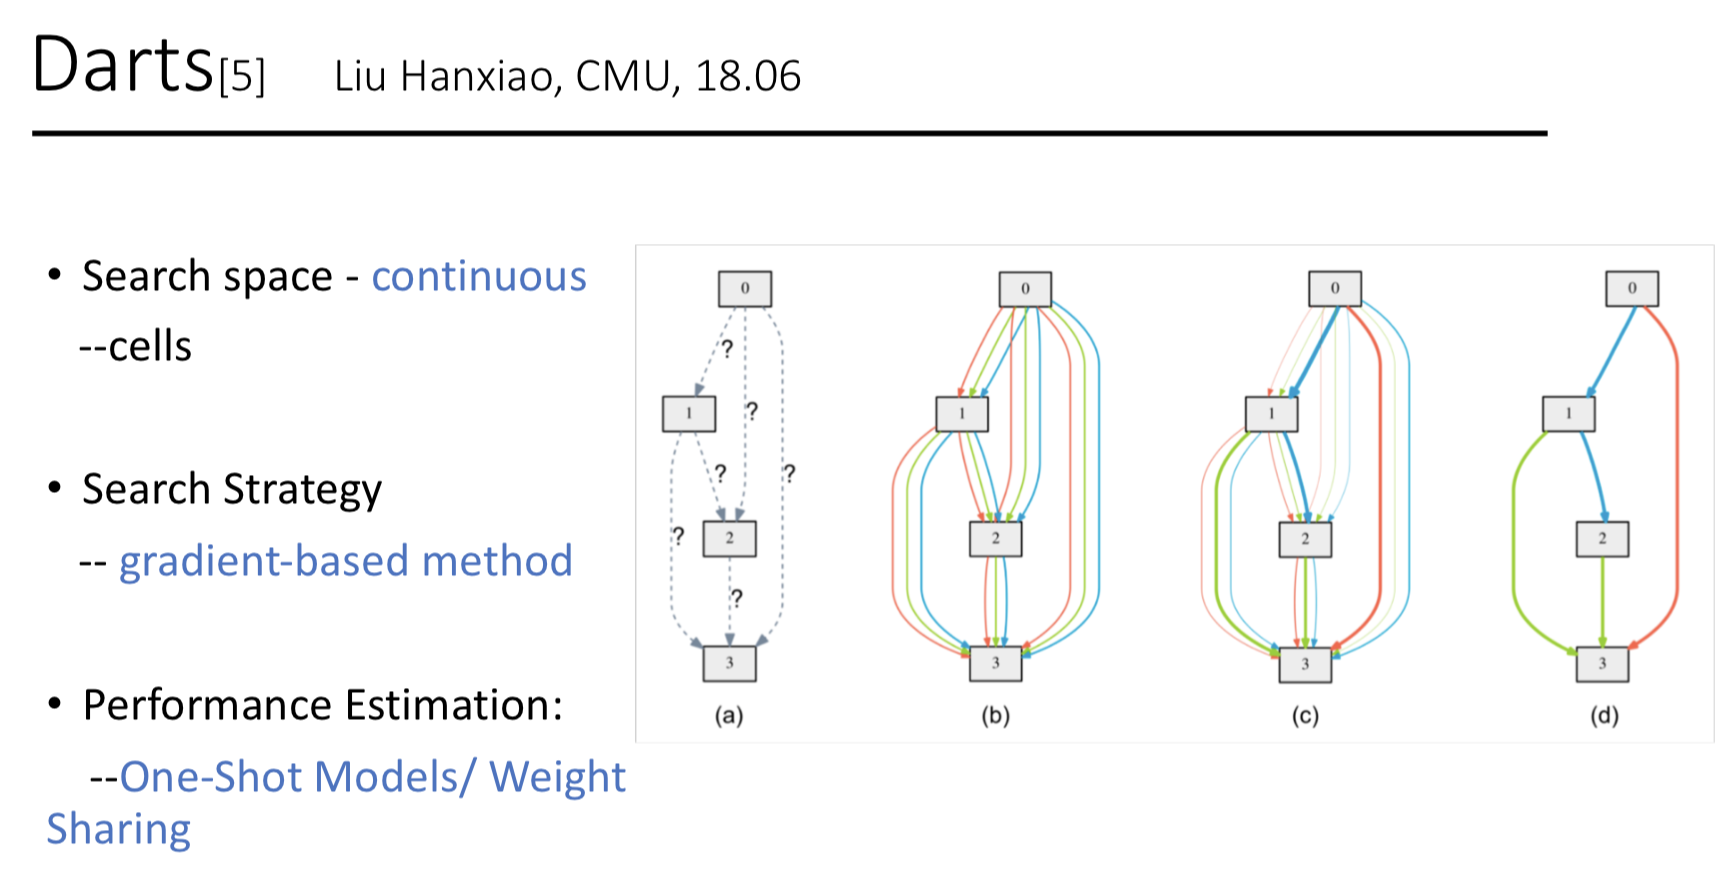 Darts[5] Liu Hanxiao, CMU, 18.06
• Search space - continuous
--cells
• Search Strategy
-- gradient-based method
• Performance Estimation:
--One-Shot Models/ Weight
Sharing
0
?
1
?
?
?
?
2
?
3
(a)
0
1
2
3
(b)
0
1
2
3
(c)
0
1
2
3
(d)